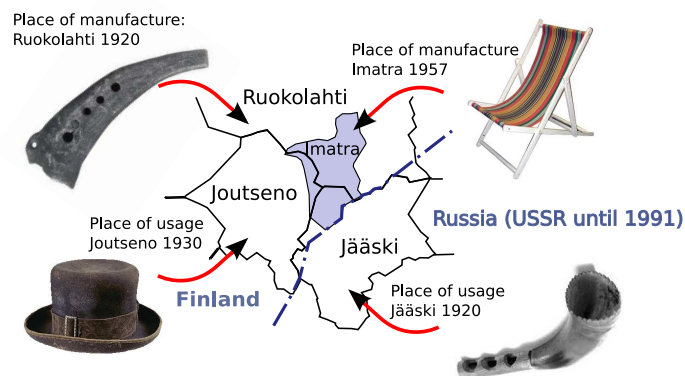 Place of manufacture:
Ruokolahti 1920
Place of manufacture
Imatra 1957
Ruokolahti
Imatra
Joutseno
Place of usage
Joutseno 1930
Russia (USSR until 1991)
Jääski
Finland
Place of usage
Jääski 1920